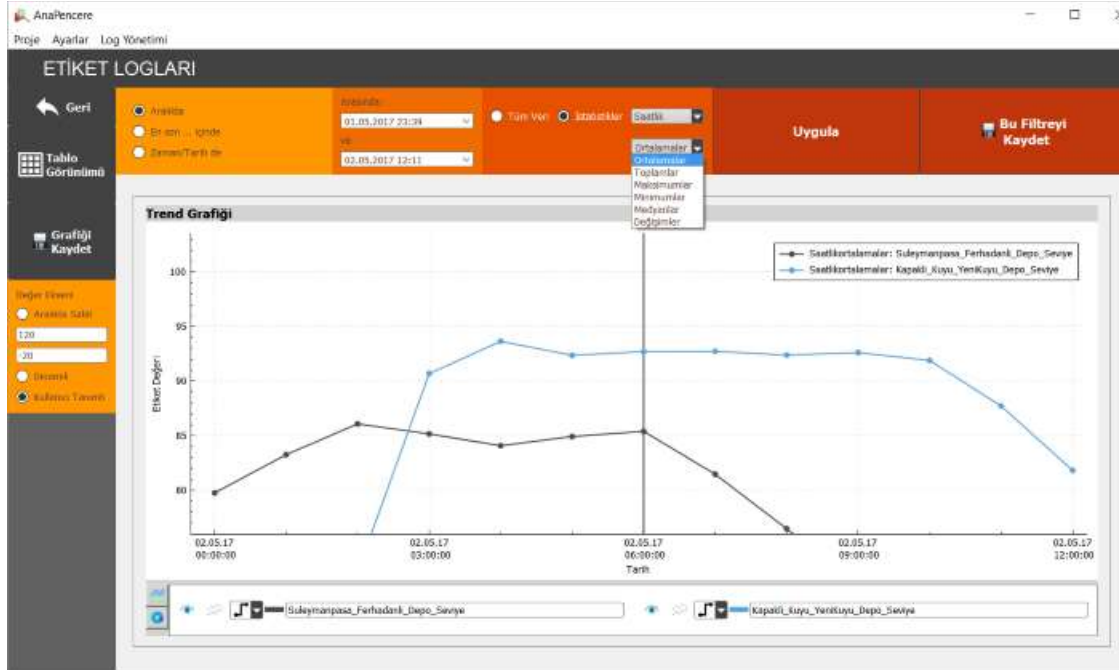 AnaPencere
Proje Ayarlar Log Yönetimi
ETİKET LOGLARI
Geri
Tablo
Görünümü
Grafiği
Kaydet
Aralıkta
En son ... içinde
Zaman/Tarih de
Arasında:
01.05.2017 23:34
ve
02.05.2017 12:11
Tüm Veri İstatistikler Saatlik
Ortalamalar
Ortalamalar
Toplamlar
Maksimumlar
Minimumlar
Medyanlar
Değişimler
Uygula
Bu Filtreyi
Kaydet
Değer Ekseni
Aralıkta Sabit
120
-20
Dinamik
Kullanıcı Tanımlı
Trend Grafiği
Saatlikortalamalar: Suleymanpasa_Ferhadanli_Depo_Seviye
Saatlikortalamalar: Kapakli_Kuyu_YeniKuyu_Depo_Seviye
Etiket Değeri
100
95
90
85
80
02.05.17
00:00:00
02.05.17
03:00:00
02.05.17
06:00:00
02.05.17
09:00:00
02.05.17
12:00:00
Tarih
Suleymanpasa_Ferhadanli_Depo_Seviye
Kapakli_Kuyu_YeniKuyu_Depo_Seviye